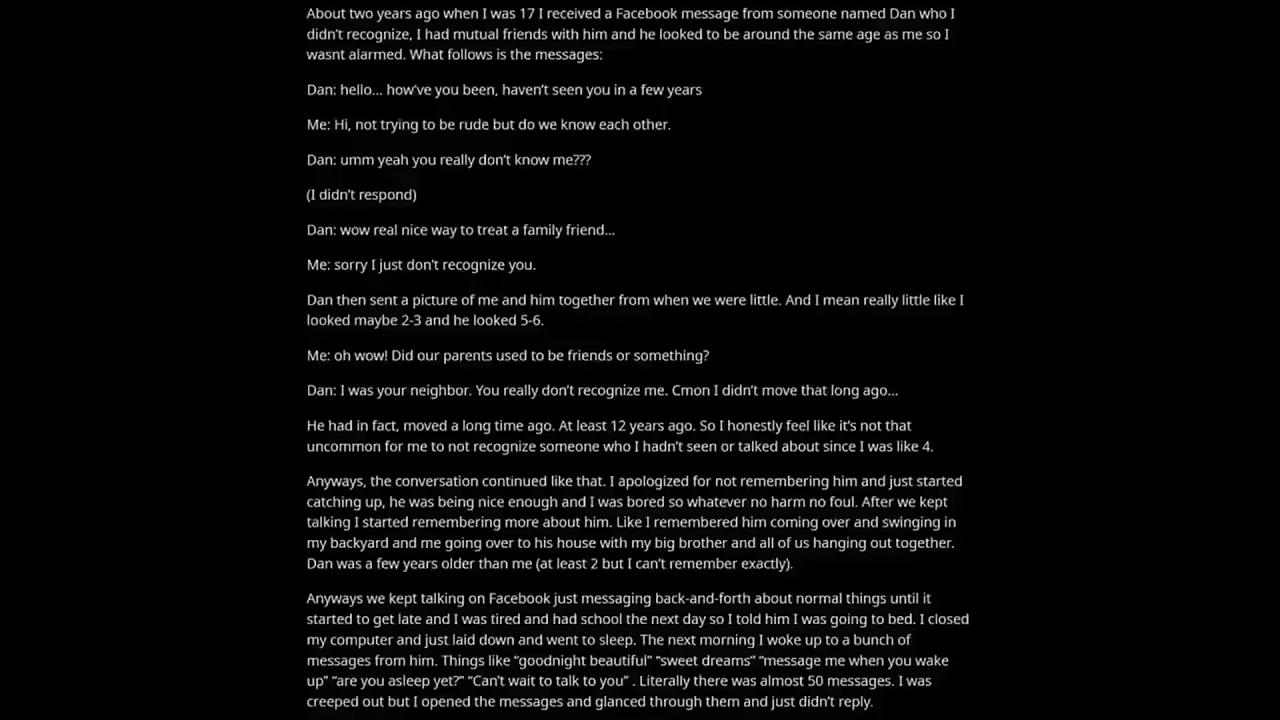 About two years ago when I was 17 I received a Facebook message from someone named Dan who I
didn't recognize, I had mutual friends with him and he looked to be around the same age as me so I
wasnt alarmed. What follows is the messages:
Dan: hello... how've you been, haven't seen you in a few years
Me: Hi, not trying to be rude but do we know each other.
Dan: umm yeah you really don't know me???
(I didn't respond)
Dan: wow real nice way to treat a family friend...
Me: sorry I just don't recognize you.
Dan then sent a picture of me and him together from when we were little. And I mean really little like I
looked maybe 2-3 and he looked 5-6.
Me: oh wow! Did our parents used to be friends or something?
Dan: I was your neighbor. You really don't recognize me. Cmon I didn't move that long ago...
He had in fact, moved a long time ago. At least 12 years ago. So I honestly feel like it's not that
uncommon for me to not recognize someone who I hadn't seen or talked about since I was like 4.
Anyways, the conversation continued like that. I apologized for not remembering him and just started
catching up, he was being nice enough and I was bored so whatever no harm no foul. After we kept
talking I started remembering more about him. Like I remembered him coming over and swinging in
my backyard and me going over to his house with my big brother and all of us hanging out together.
Dan was a few years older than me (at least 2 but I can't remember exactly).
Anyways we kept talking on Facebook just messaging back-and-forth about normal things until it
started to get late and I was tired and had school the next day so I told him I was going to bed. I closed
my computer and just laid down and went to sleep. The next morning I woke up to a bunch of
messages from him. Things like “goodnight beautiful” “sweet dreams” “message me when you wake
up” “are you asleep yet?” “Can't wait to talk to you” . Literally there was almost 50 messages. I was
creeped out but I opened the messages and glanced through them and just didn't reply.